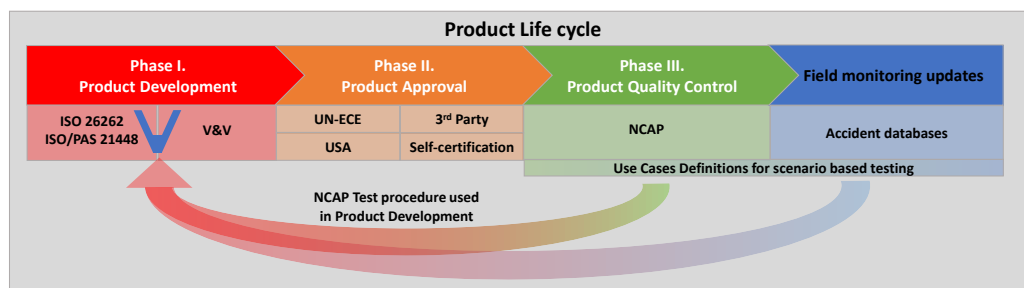 Product Life cycle
Phase I.
Product Development
Phase II.
Product Approval
Phase III.
Product Quality Control
Field monitoring updates
ISO 26262
ISO/PAS 21448
V&V
UN-ECE
3rd Party
USA
Self-certification
NCAP
Accident databases
Use Cases Definitions for scenario based testing
NCAP Test procedure used
in Product Development